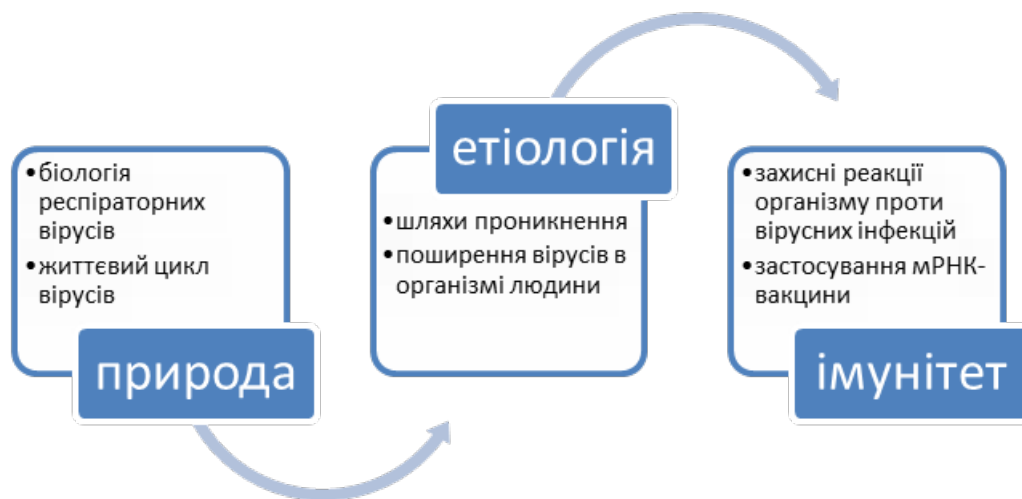 •біологія
респіраторних
вірусів
•життєвий цикл
вірусів
природа
етіологія
•шляхи проникнення
•поширення вірусів в
організмі людини
•захисні реакції
організму проти
вірусних інфекцій
•застосування мРНК-
вакцини
імунітет